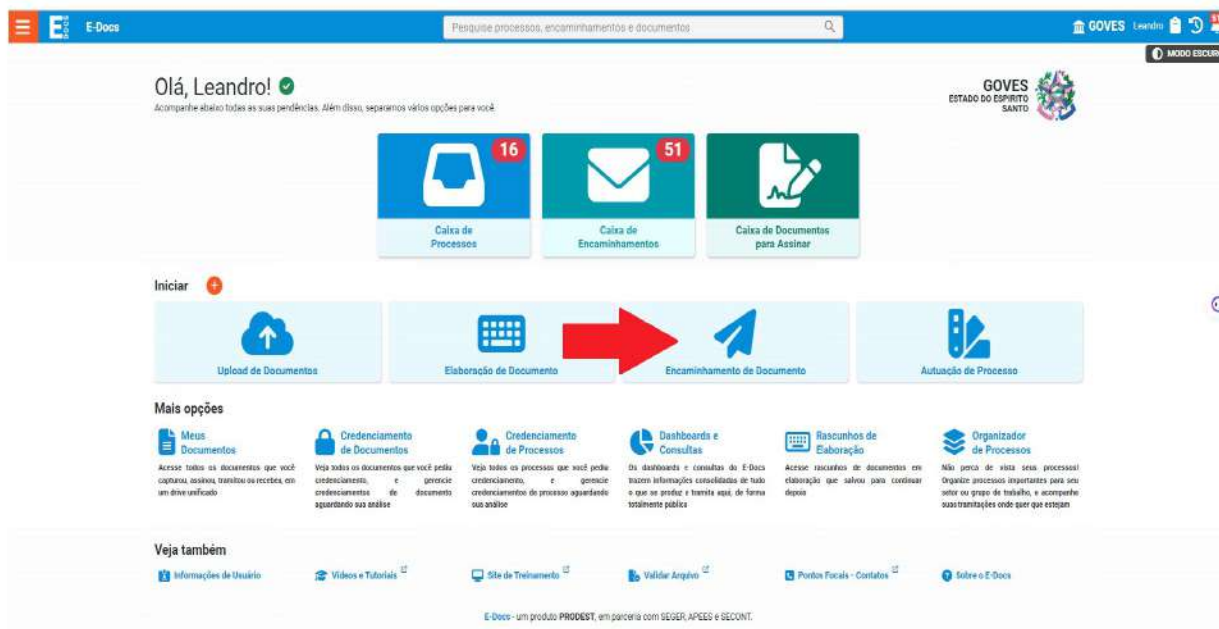 E-Docs
Pesquise processos, encaminhamentos e documentos
GOVES Leandro
MODO ESCURO
Olá, Leandro!
Acompanhe abaixo todas as suas pendências. Além disso, separamos vários opções para você.
GOVES
ESTADO DO ESPIRITO
SANTO
16
51
Caixa de
Processos
Caixa de
Encaminhamentos
Caixa de Documentos
para Assinar
Iniciar
Upload de Documentos
Elaboração de Documento
Encaminhamento de Documento
Autuação de Processo
Mais opções
Meus
Documentos
Acesse todos os documentos que você
capturou, assinou, tramitou ou recebeu, em
um drive unificado
Credenciamento
de Documentos
Veja todos os documentos que você pediu
credenciamento, e gerencie
credenciamentos de documento
aguardando sua análise
Credenciamento
de Processos
Veja todos os processos que você pediu
credenciamento, e gerencie
credenciamentos de processo aguardando
sua análise
Dashboards e
Consultas
Os dashboards e consultas do E-Docs
trazem informações consolidadas de tudo
o que se produz e tramita aqui, de forma
totalmente pública
Rascunhos de
Elaboração
Acesse rascunhos de documentos em
elaboração que salvou para continuar
depois
Organizador
de Processos
Não perca de vista seus processos!
Organize processos importantes para seu
setor ou grupo de trabalho, e acompanhe
suas tramitações onde quer que estejam
Veja também
Informações de Usuário
Vídeos e Tutoriais
Site de Treinamento
Validar Arquivo
Pontos Focais - Contatos
Sobre o E-Docs
E-Docs - um produto PRODEST, em parceria com SEGER, APEES e SECONT.